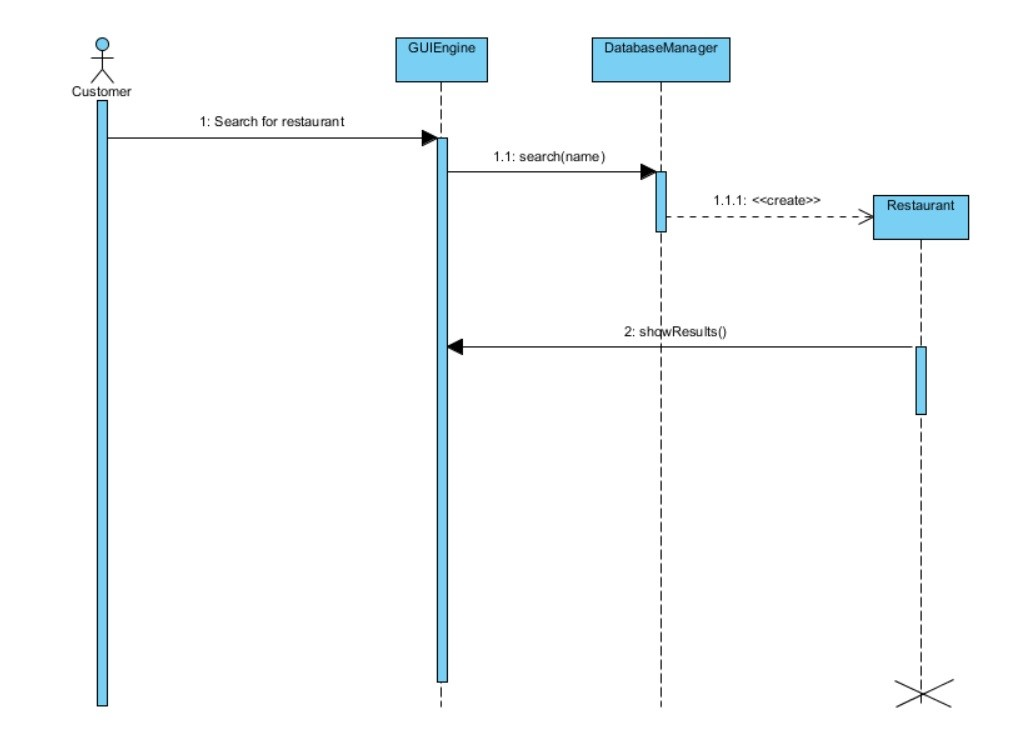 GUIEngine
DatabaseManager
Customer
1: Search for restaurant
1.1: search(name)
1.1.1: <<create>>
Restaurant
2: showResults()